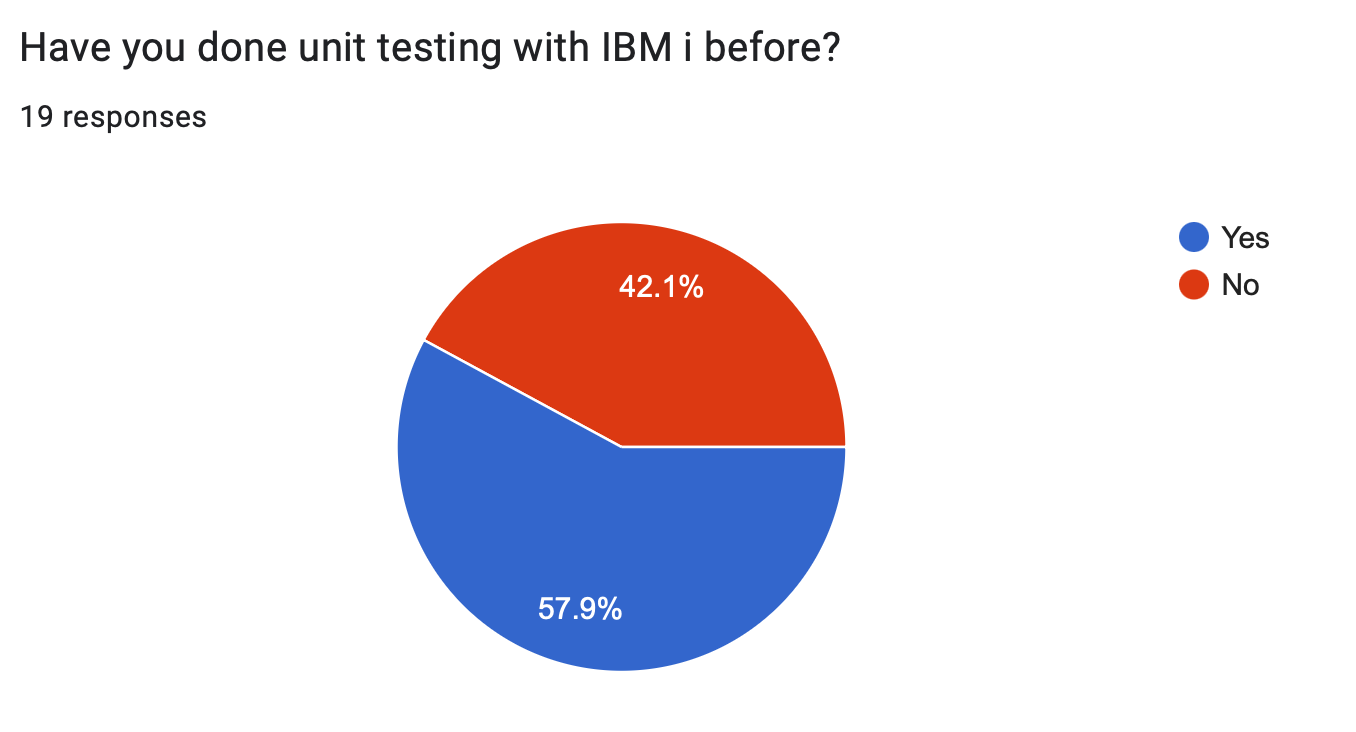 Have you done unit testing with IBM i before?
19 responses
Yes
No
42.1%
57.9%